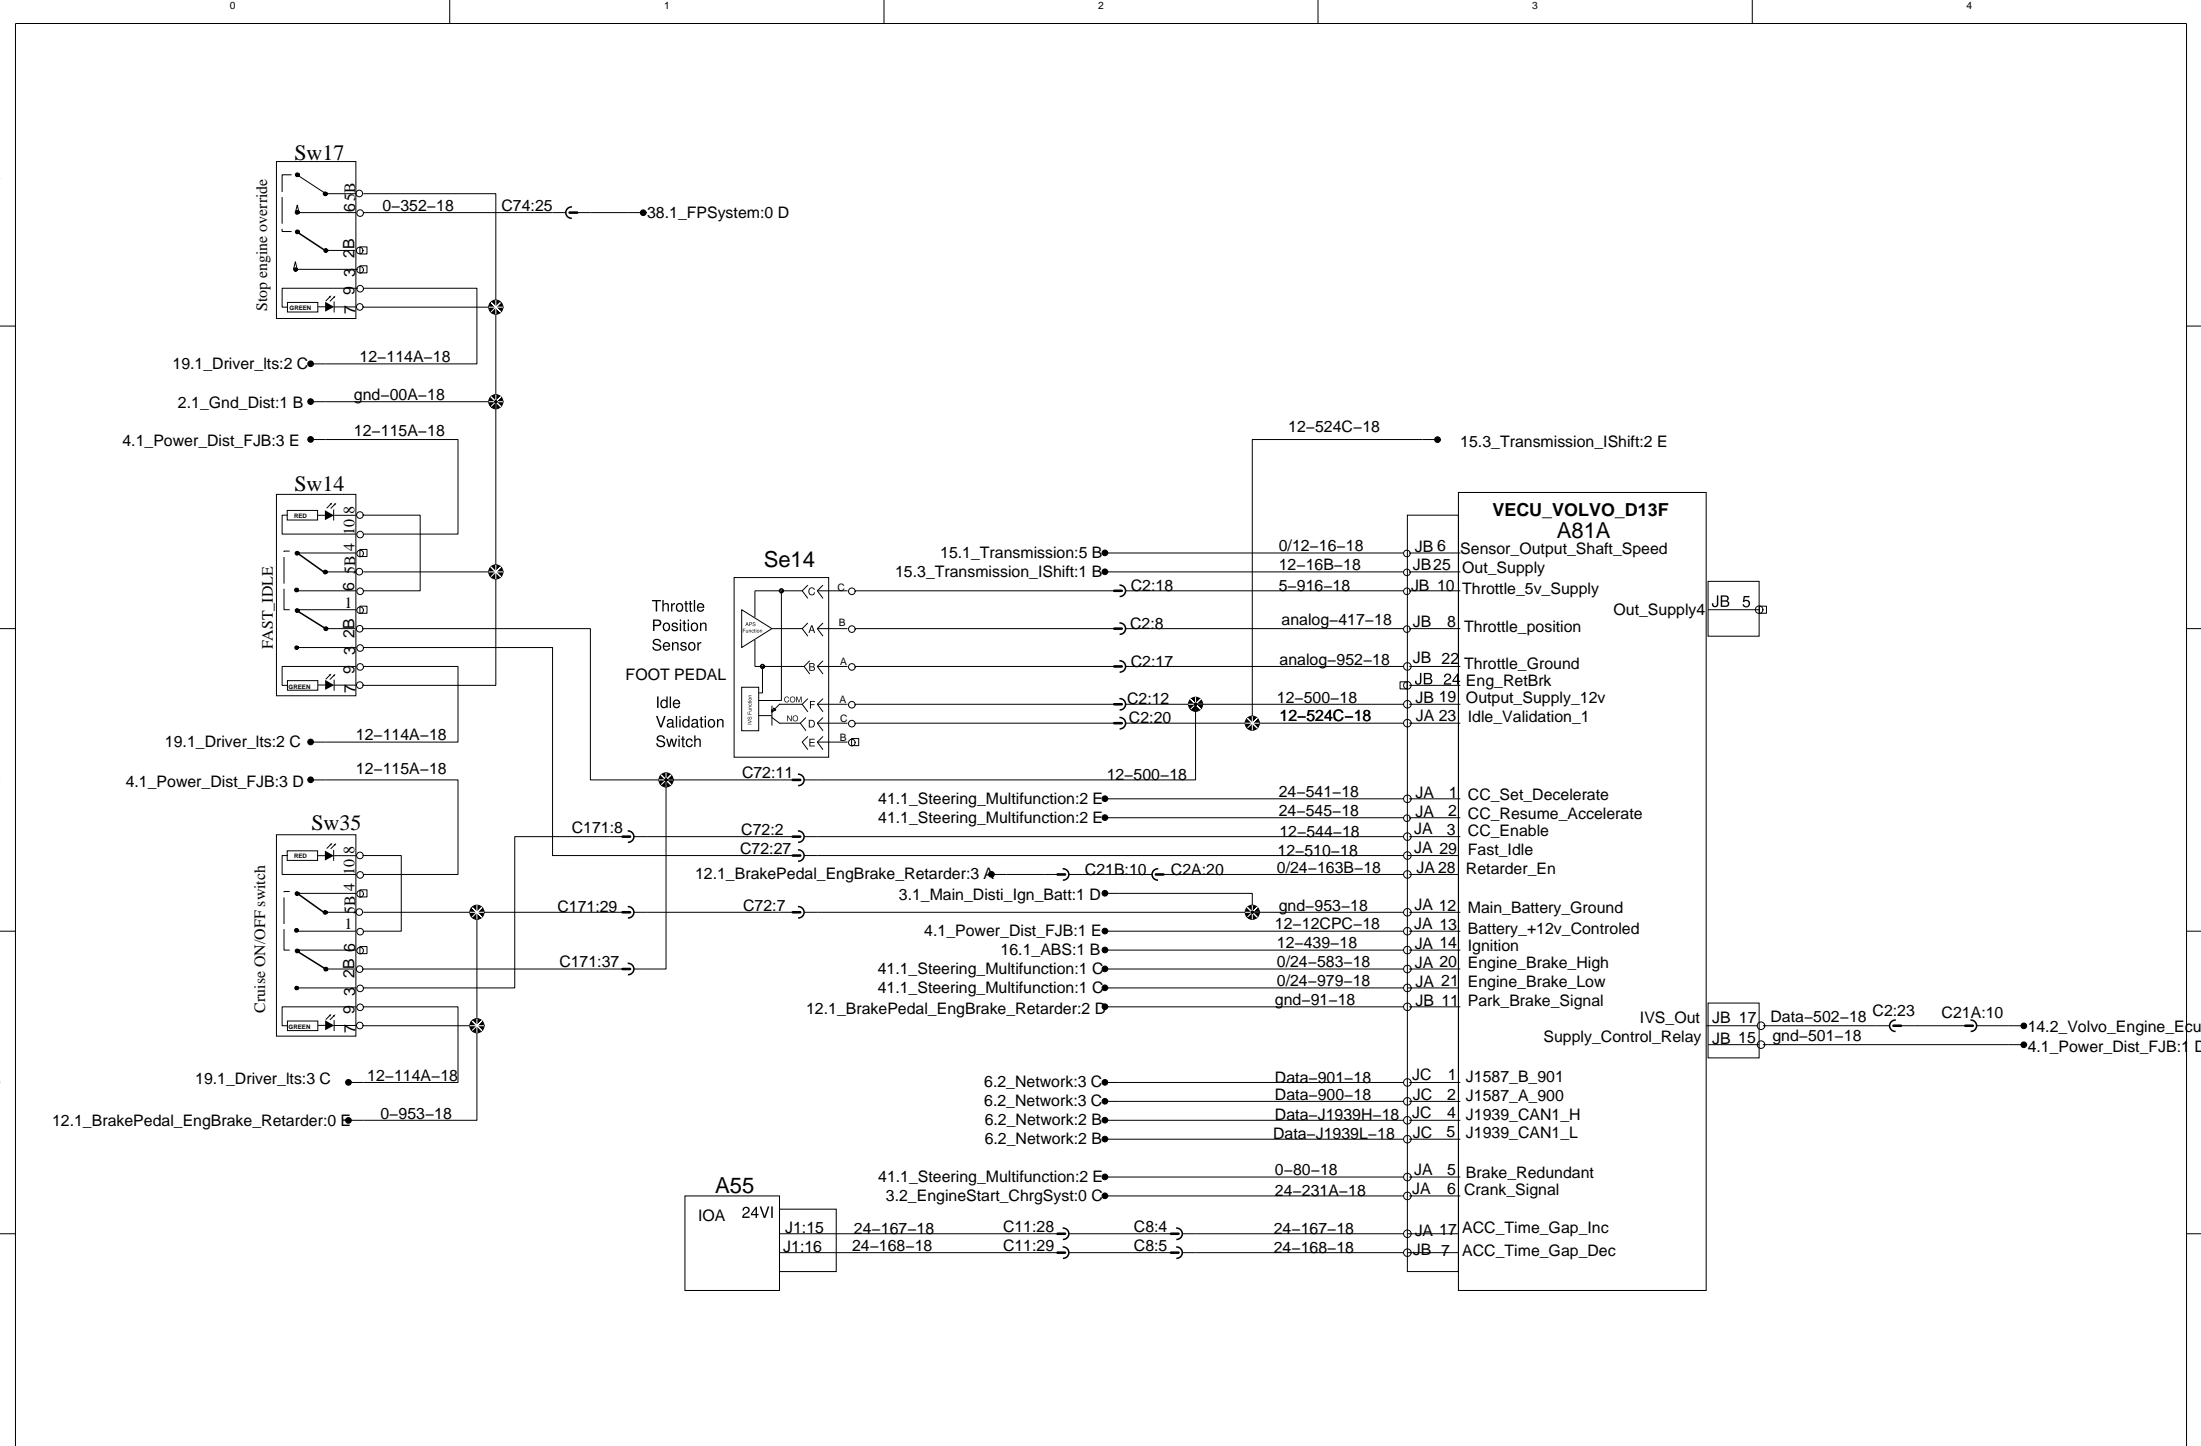 0 1 2 3 4
Sw17
Stop engine override
5B
6 0–352–18 C74:25 38.1_FPSystem:0 D
2B
3
9
GREEN 7
19.1_Driver_lts:2 C 12–114A–18
2.1_Gnd_Dist:1 B gnd–00A–18
4.1_Power_Dist_FJB:3 E 12–115A–18
12–524C–18
15.3_Transmission_IShift:2 E
Sw14
FAST_IDLE
RED 8
10
4
5B
6
1
2B
3
9
GREEN 7
19.1_Driver_lts:2 C 12–114A–18
4.1_Power_Dist_FJB:3 D 12–115A–18
Sw35
Cruise ON/OFF switch
RED 8
10
B4
5B
1
6
2B
3
9
GREEN 7
C171:8 C72:2
C72:27
C171:29 C72:7
C171:37
C72:11 12–500–18
19.1_Driver_lts:3 C 12–114A–18
12.1_BrakePedal_EngBrake_Retarder:0 E 0–953–18
Se14
Throttle
Position
Sensor
FOOT PEDAL
Idle
Validation
Switch
APS
Function
IVS Function
C C
A B
B A
COM F A
NO D C
E B
VECU_VOLVO_D13F
A81A
15.1_Transmission:5 B 0/12–16–18 JB 6 Sensor_Output_Shaft_Speed
15.3_Transmission_IShift:1 B 12–16B–18 JB 25 Out_Supply
C2:18 5–916–18 JB 10 Throttle_5v_Supply
Out_Supply4 JB 5
C2:8 analog–417–18 JB 8 Throttle_position
C2:17 analog–952–18 JB 22 Throttle_Ground
JB 24 Eng_RetBrk
C2:12 12–500–18 JB 19 Output_Supply_12v
C2:20 12–524C–18 JA 23 Idle_Validation_1
41.1_Steering_Multifunction:2 E 24–541–18 JA 1 CC_Set_Decelerate
41.1_Steering_Multifunction:2 E 24–545–18 JA 2 CC_Resume_Accelerate
12–544–18 JA 3 CC_Enable
12–510–18 JA 29 Fast_Idle
12.1_BrakePedal_EngBrake_Retarder:3 A C21B:10 C2A:20 0/24–163B–18 JA 28 Retarder_En
3.1_Main_Disti_Ign_Batt:1 D
gnd–953–18 JA 12 Main_Battery_Ground
4.1_Power_Dist_FJB:1 E 12–12CPC–18 JA 13 Battery_+12v_Controled
16.1_ABS:1 B 12–439–18 JA 14 Ignition
41.1_Steering_Multifunction:1 C 0/24–583–18 JA 20 Engine_Brake_High
41.1_Steering_Multifunction:1 C 0/24–979–18 JA 21 Engine_Brake_Low
12.1_BrakePedal_EngBrake_Retarder:2 D gnd–91–18 JB 11 Park_Brake_Signal
IVS_Out JB 17 Data–502–18 C2:23 C21A:10 14.2_Volvo_Engine_Ecu
Supply_Control_Relay JB 15 gnd–501–18 4.1_Power_Dist_FJB:1 D
6.2_Network:3 C Data–901–18 JC 1 J1587_B_901
6.2_Network:3 C Data–900–18 JC 2 J1587_A_900
6.2_Network:2 B Data–J1939H–18 JC 4 J1939_CAN1_H
6.2_Network:2 B Data–J1939L–18 JC 5 J1939_CAN1_L
41.1_Steering_Multifunction:2 E 0–80–18 JA 5 Brake_Redundant
3.2_EngineStart_ChrgSyst:0 C 24–231A–18 JA 6 Crank_Signal
A55
IOA 24VI
J1:15 24–167–18 C11:28 C8:4 24–167–18 JA 17 ACC_Time_Gap_Inc
J1:16 24–168–18 C11:29 C8:5 24–168–18 JB 7 ACC_Time_Gap_Dec